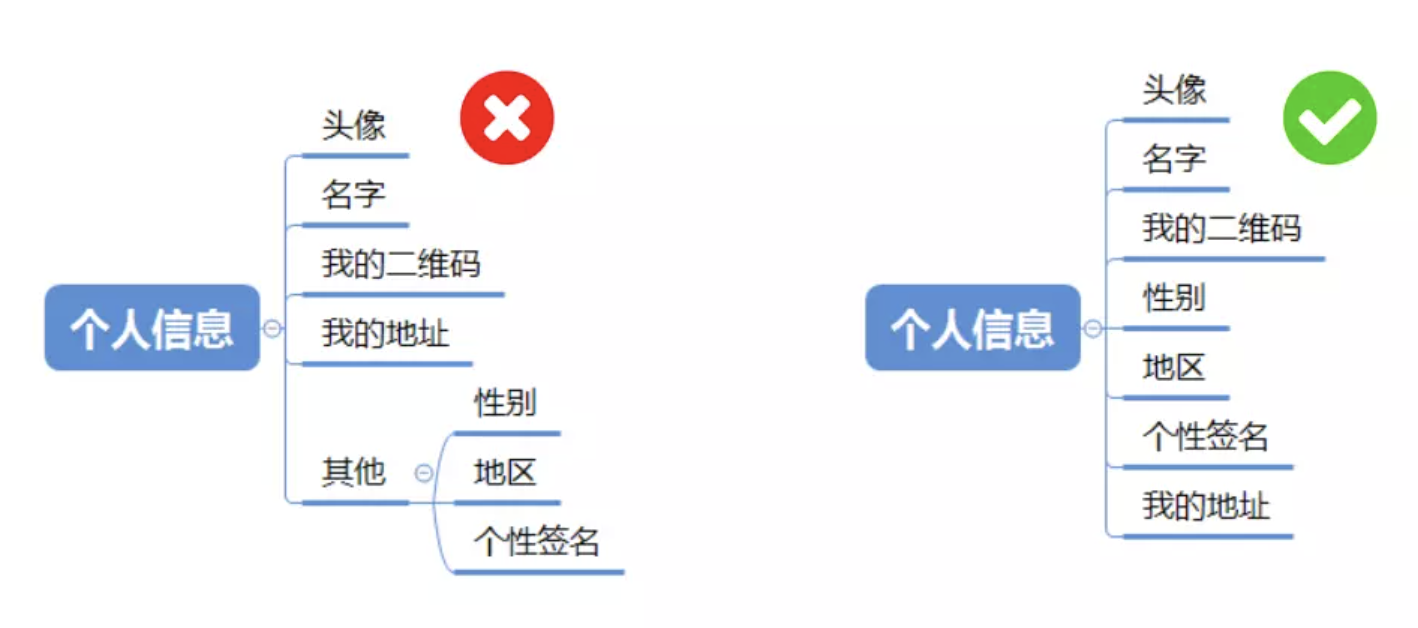 个人信息
头像
名字
我的二维码
我的地址
其他
性别
地区
个性签名
个人信息
头像
名字
我的二维码
性别
地区
个性签名
我的地址